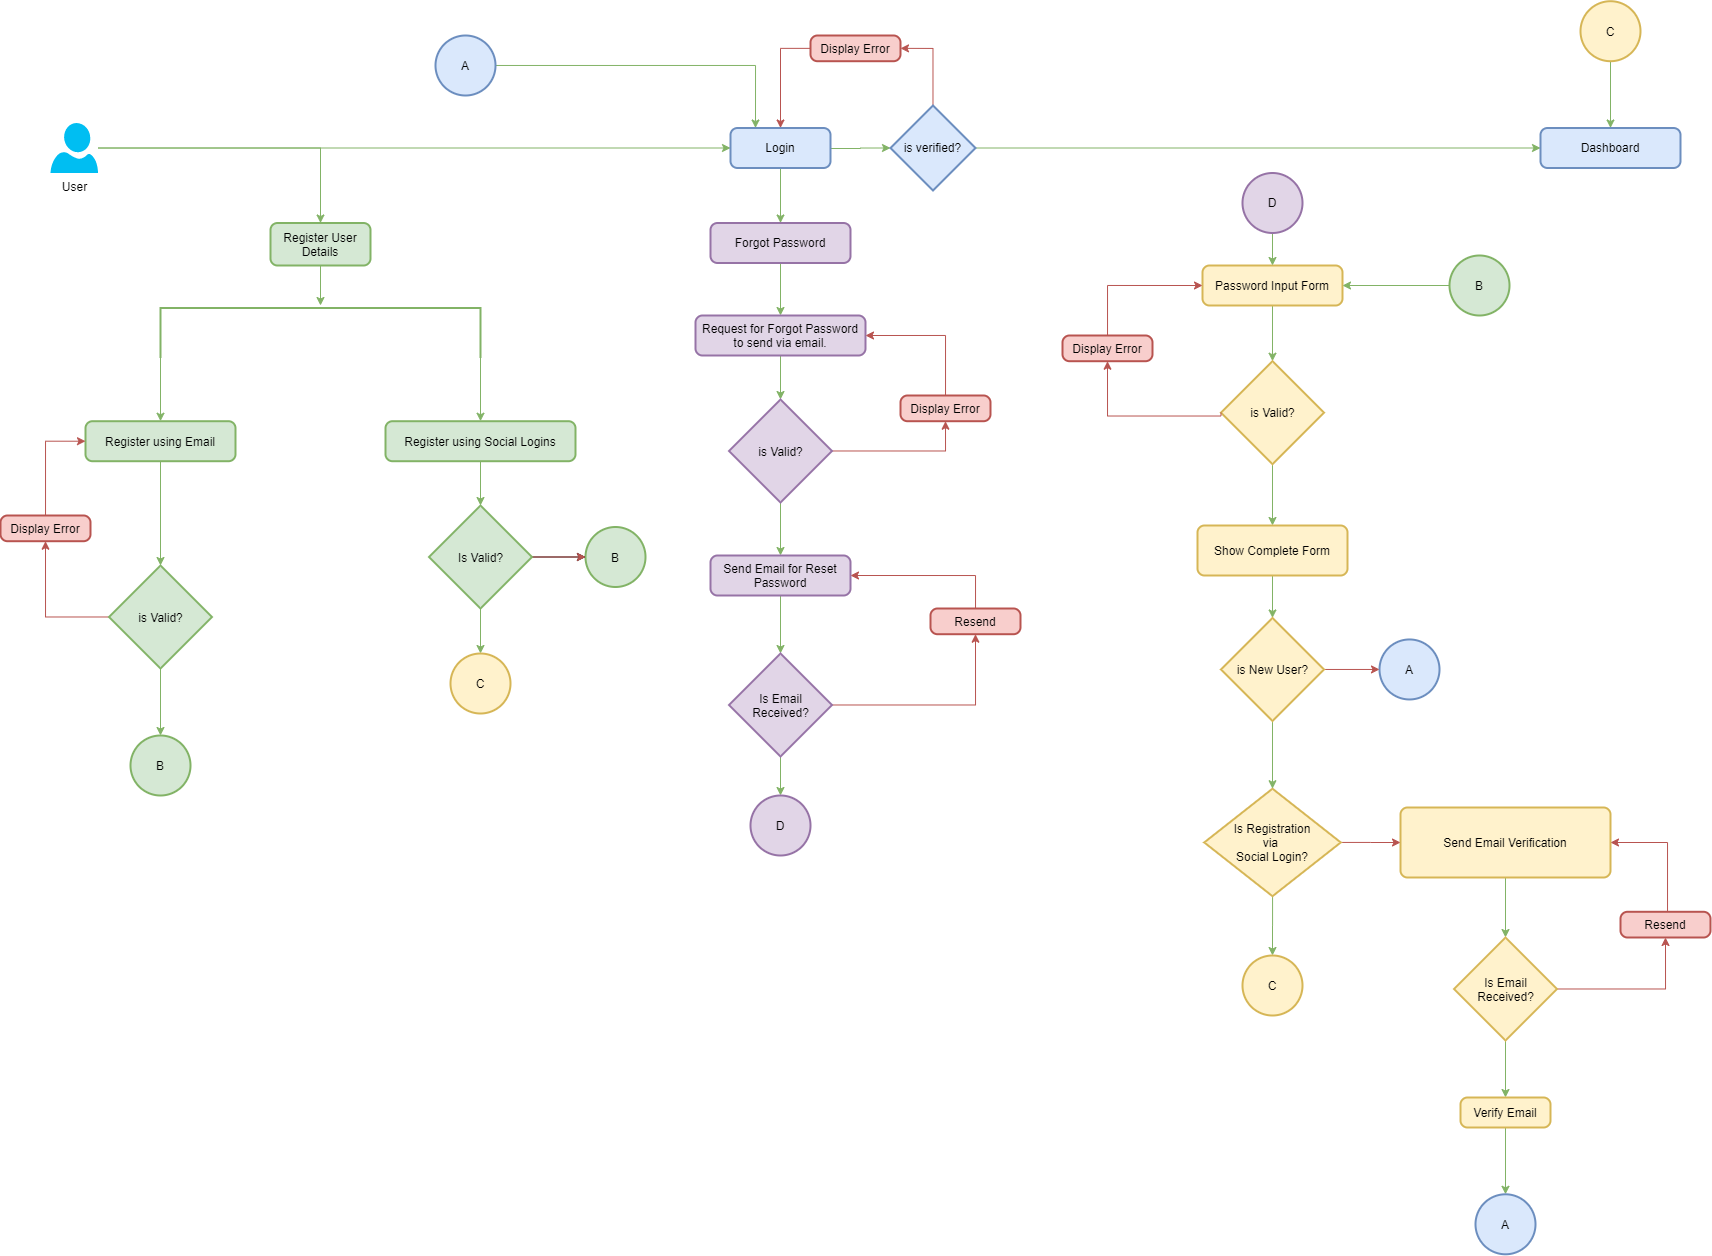 C
Display Error
A
User
Login
is verified?
Dashboard
D
Register User
Details
Forgot Password
Password Input Form
B
Request for Forgot Password
to send via email.
Display Error
Display Error
is Valid?
Register using Email
Register using Social Logins
is Valid?
Display Error
Is Valid?
B
Show Complete Form
Send Email for Reset
Password
is Valid?
Resend
C
is New User?
A
Is Email
Received?
B
D
Is Registration
via
Social Login?
Send Email Verification
Resend
C
Is Email
Received?
Verify Email
A